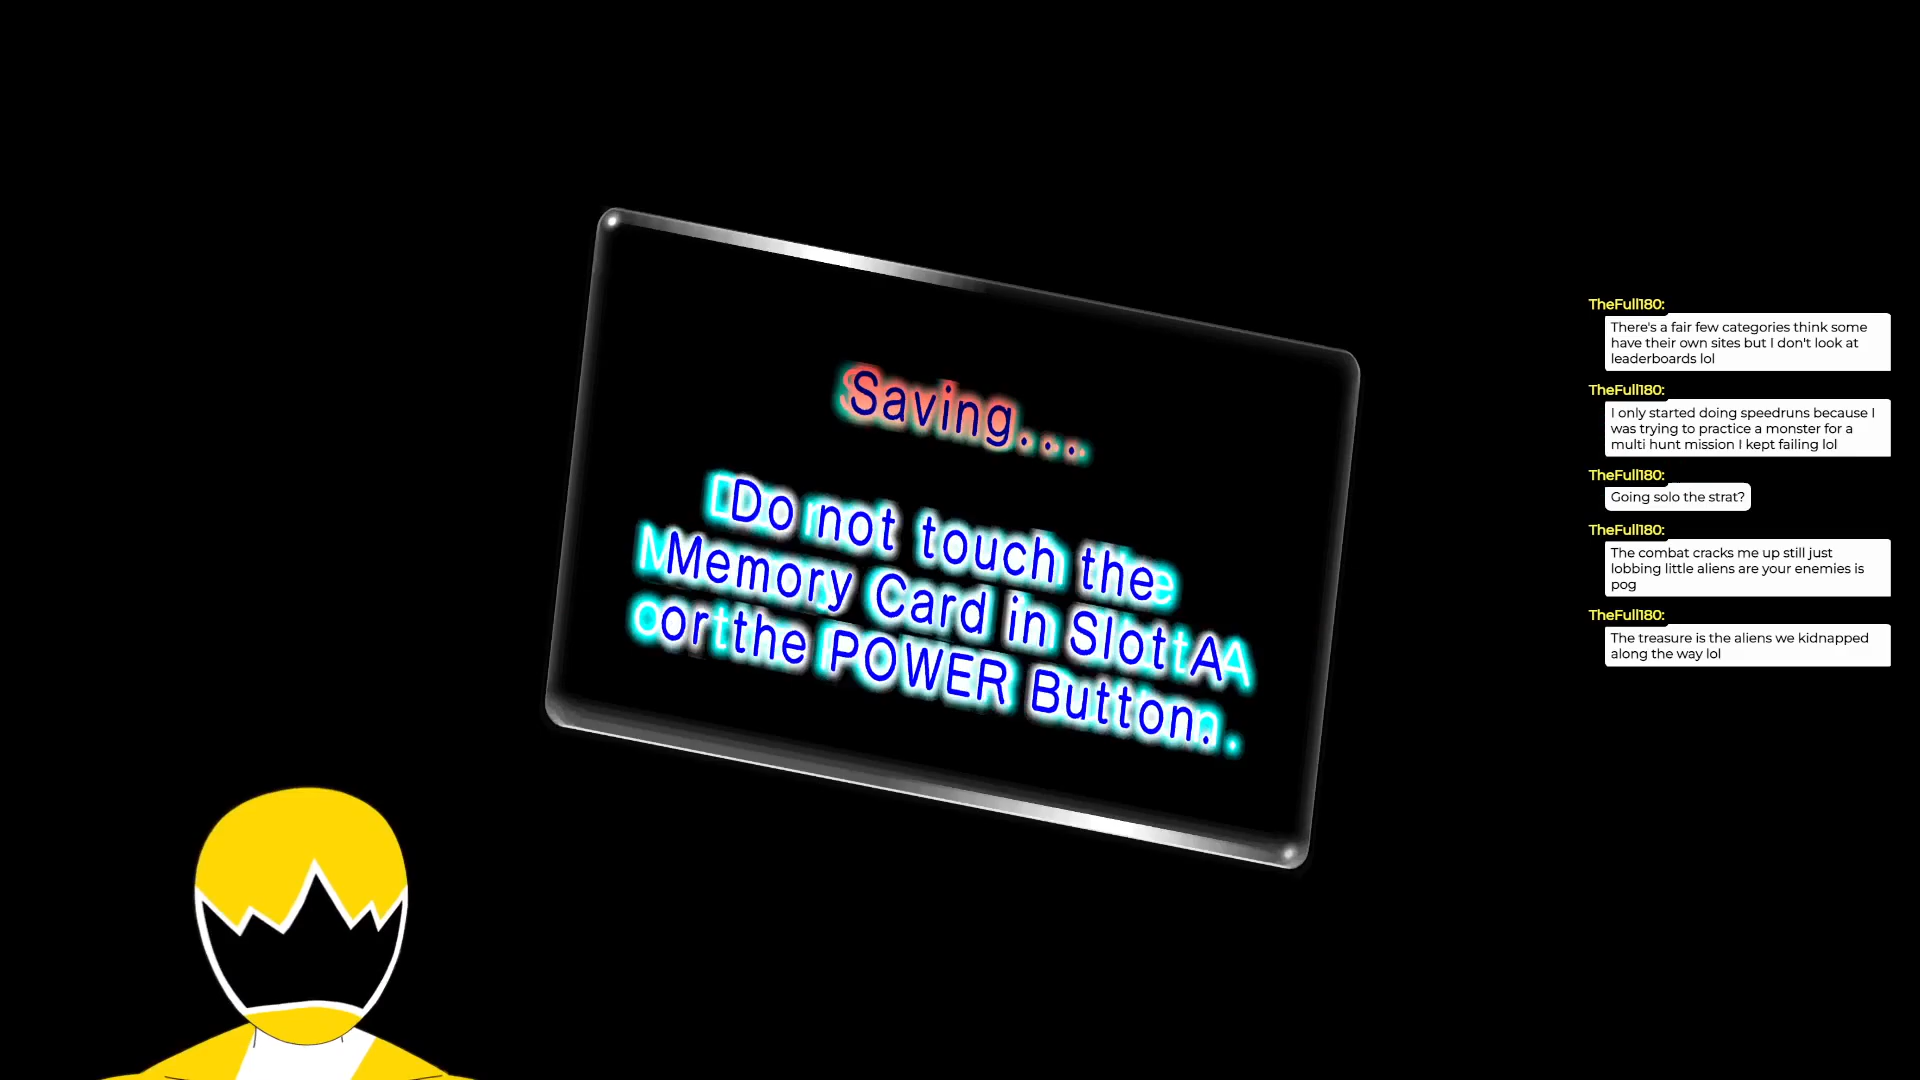 Saving...
Do not touch the
Memory Card in Slot A
or the POWER Button.
TheFull180:
There's a fair few categories think some
have their own sites but I don't look at
leaderboards lol
TheFull180:
I only started doing speedruns because I
was trying to practice a monster for a
multi hunt mission I kept failing lol
TheFull180:
Going solo the strat?
TheFull180:
The combat cracks me up still just
lobbing little aliens are your enemies is
pog
TheFull180:
The treasure is the aliens we kidnapped
along the way lol